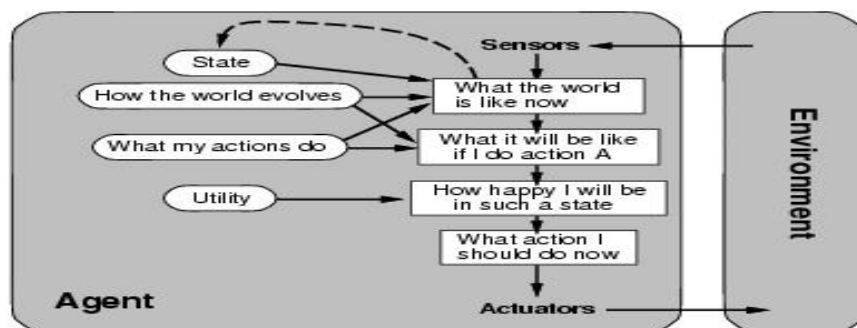 Sensors
State
What the world
is like now
How the world evolves
What my actions do
What it will be like
if I do action A
Utility
How happy I will be
in such a state
What action I
should do now
Agent
Actuators
Environment